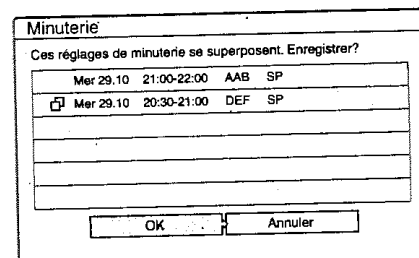 Minuterie
Ces réglages de minuterie se superposent. Enregistrer?
Mer 29.10 21:00-22:00 AAB SP
Mer 29.10 20:30-21:00 DEF SP
OK Annuler